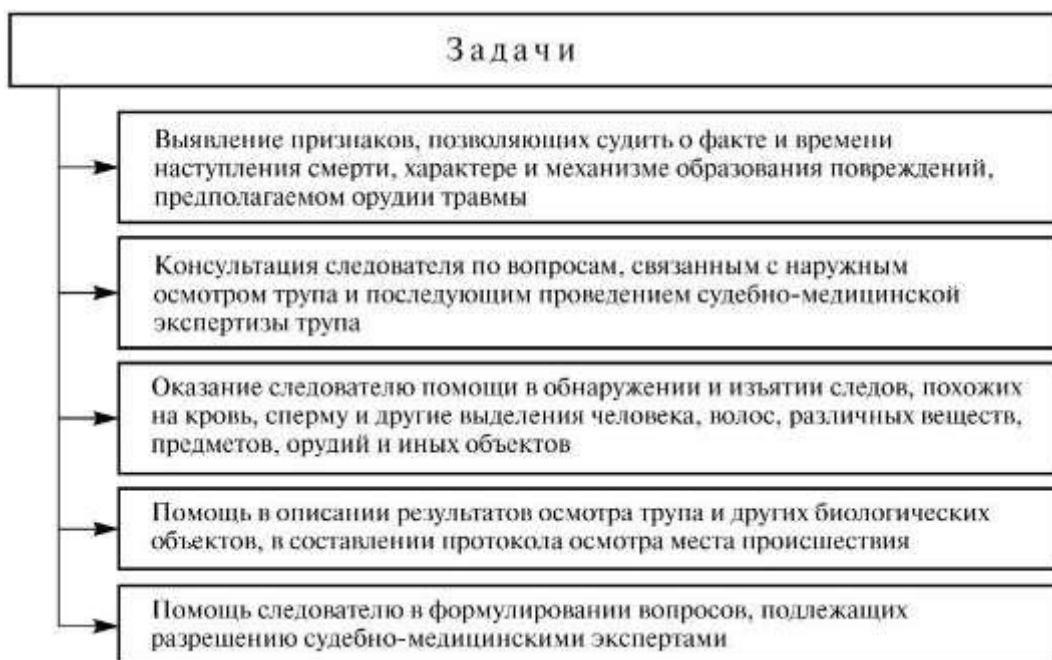 Задачи
Выявление признаков, позволяющих судить о факте и времени
наступления смерти, характере и механизме образования повреждений,
предполагаемом орудии травмы
Консультация следователя по вопросам, связанным с наружным
осмотром трупа и последующим проведением судебно-медицинской
экспертизы трупа
Оказание следователю помощи в обнаружении и изъятии следов, похожих
на кровь, сперму и другие выделения человека, волос, различных веществ,
предметов, орудий и иных объектов
Помощь в описании результатов осмотра трупа и других биологических
объектов, в составлении протокола осмотра места происшествия
Помощь следователю в формулировании вопросов, подлежащих
разрешению судебно-медицинскими экспертами